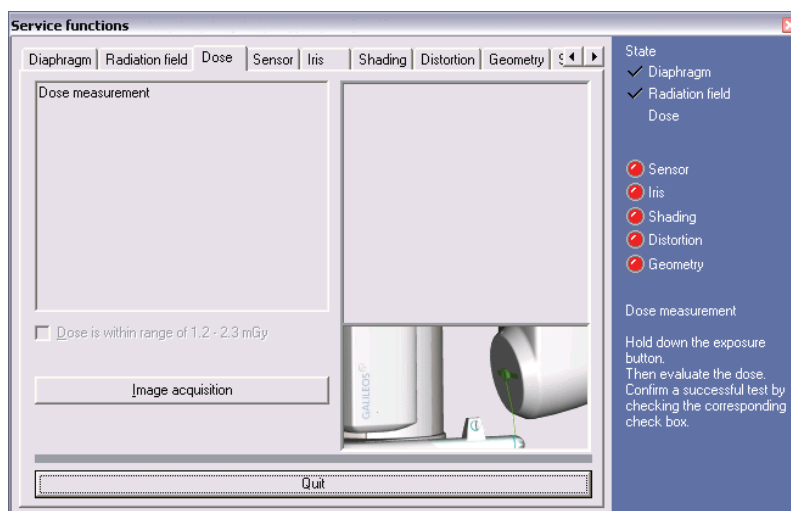 Service functions
Diaphragm
Radiation field
Dose
Sensor
Iris
Shading
Distortion
Geometry
Dose measurement
Dose is within range of 1.2 - 2.3 mGy
Image acquisition
GALILEOS
Quit
State
Diaphragm
Radiation field
Dose
Sensor
Iris
Shading
Distortion
Geometry
Dose measurement
Hold down the exposure
button.
Then evaluate the dose.
Confirm a successful test by
checking the corresponding
check box.